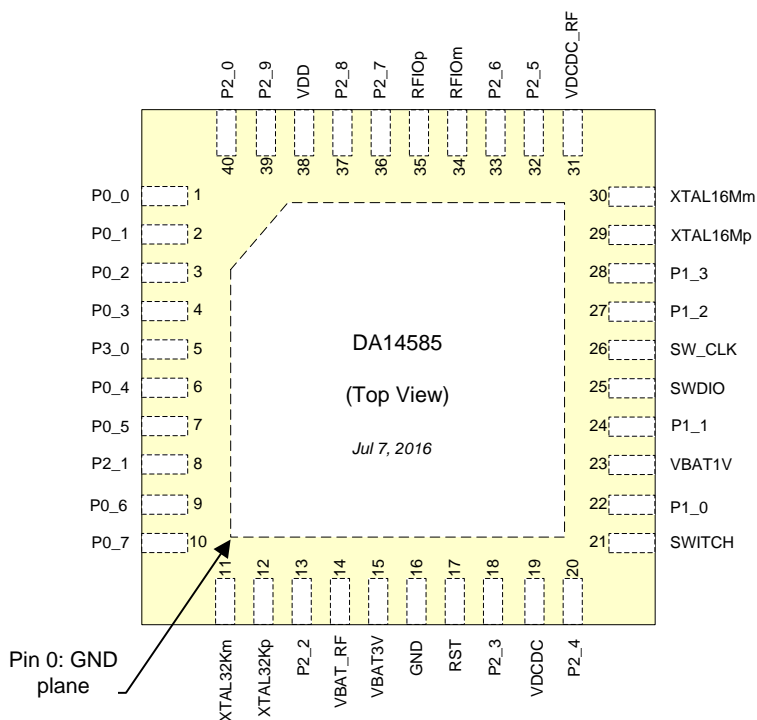 P2_0
P2_9
VDD
P2_8
P2_7
RFIOp
RFIOm
P2_6
P2_5
VDCDC_RF
40
39
38
37
36
35
34
33
32
31
P0_0 1
P0_1 2
P0_2 3
P0_3 4
P3_0 5
P0_4 6
P0_5 7
P2_1 8
P0_6 9
P0_7 10
DA14585
(Top View)
Jul 7, 2016
30 XTAL16Mm
29 XTAL16Mp
28 P1_3
27 P1_2
26 SW_CLK
25 SWDIO
24 P1_1
23 VBAT1V
22 P1_0
21 SWITCH
11
12
13
14
15
16
17
18
19
20
XTAL32Km
XTAL32Kp
P2_2
VBAT_RF
VBAT3V
GND
RST
P2_3
VDCDC
P2_4
Pin 0: GND
plane